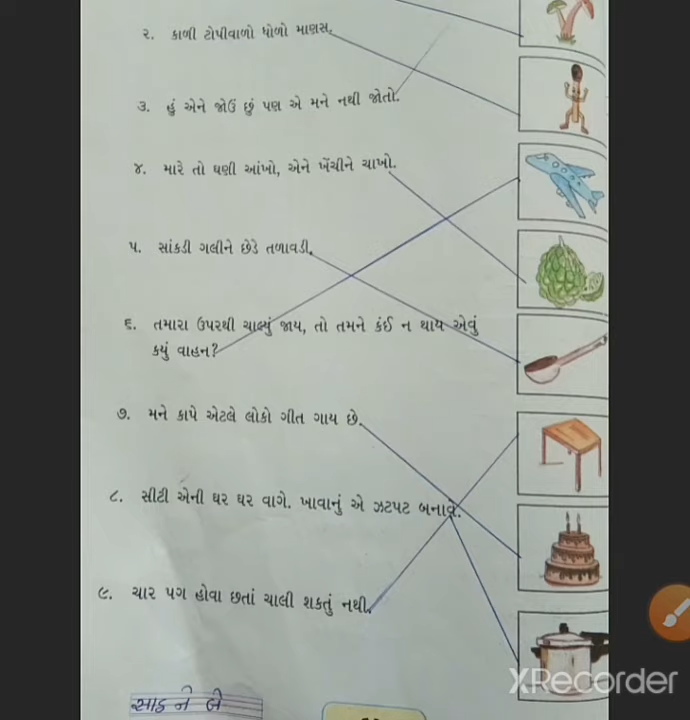 ૨. કાળી ટોપીવાળો ધોળો માણસ.
૩. હું એને જોઉં છું પણ એ મને નથી જોતો.
૪. મારે તો ઘણી આંખો, એને ખેંચીને ચાખો.
૫. સાંકડી ગલીને છેડે તળાવડી.
૬. તમારા ઉપરથી ચાલ્યું જાય, તો તમને કંઈ ન થાય એવું
કયું વાહન?
૭. મને કાપે એટલે લોકો ગીત ગાય છે.
૮. સીટી એની ઘર ઘર વાગે. ખાવાનું એ ઝટપટ બનાવે.
૯. ચાર પગ હોવા છતાં ચાલી શકતું નથી.
XRecorder